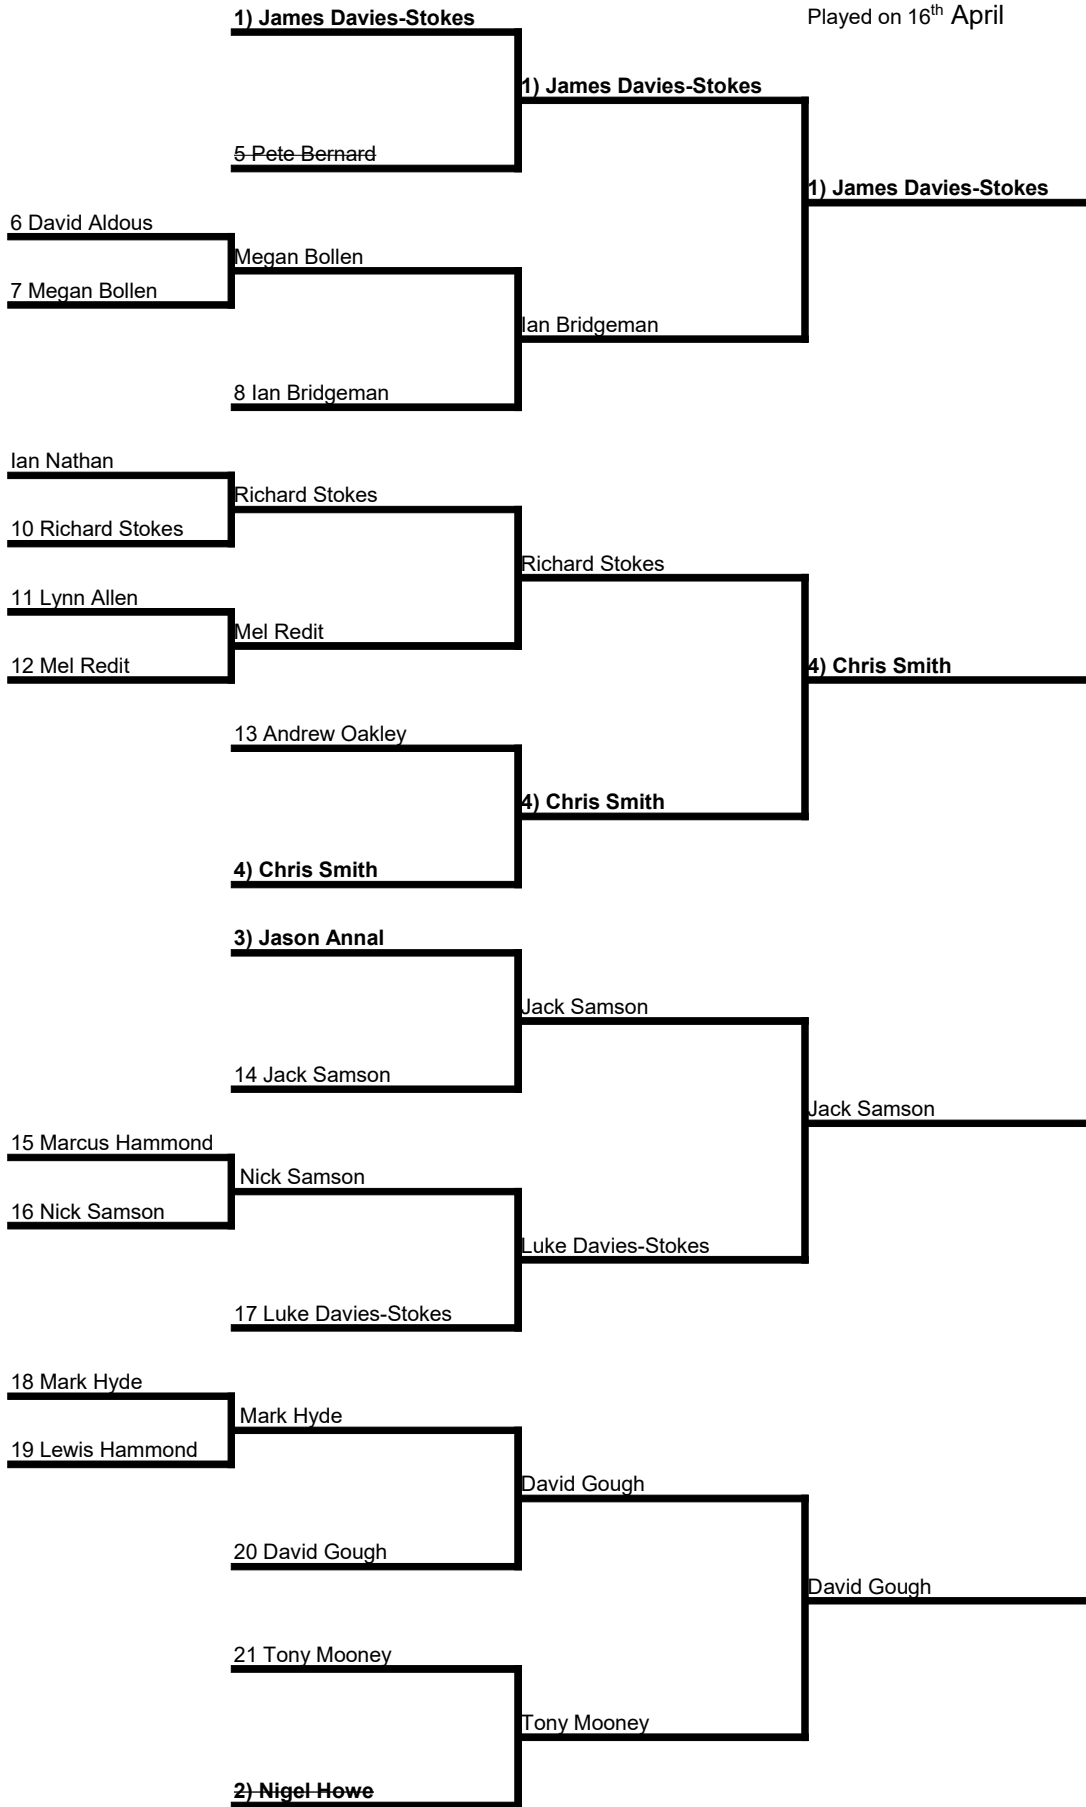 1) James Davies-Stokes
Played on 16th April
1) James Davies-Stokes
5 Pete Bernard
1) James Davies-Stokes
6 David Aldous
Megan Bollen
7 Megan Bollen
Ian Bridgeman
8 Ian Bridgeman
Ian Nathan
Richard Stokes
10 Richard Stokes
Richard Stokes
11 Lynn Allen
Mel Redit
12 Mel Redit
4) Chris Smith
13 Andrew Oakley
4) Chris Smith
4) Chris Smith
3) Jason Annal
Jack Samson
14 Jack Samson
Jack Samson
15 Marcus Hammond
Nick Samson
16 Nick Samson
Luke Davies-Stokes
17 Luke Davies-Stokes
18 Mark Hyde
Mark Hyde
19 Lewis Hammond
David Gough
20 David Gough
David Gough
21 Tony Mooney
Tony Mooney
2) Nigel Howe